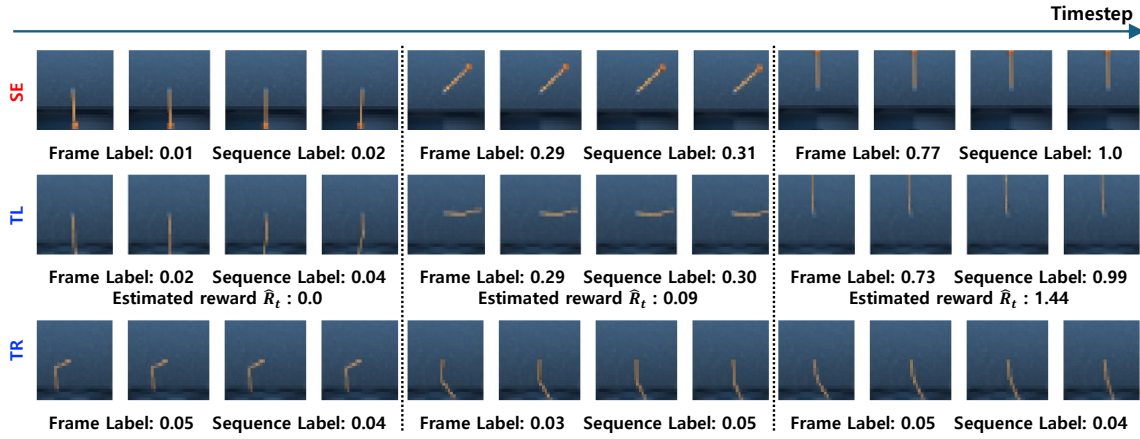 Timestep
SE
Frame Label: 0.01 Sequence Label: 0.02 Frame Label: 0.29 Sequence Label: 0.31 Frame Label: 0.77 Sequence Label: 1.0
TL
Frame Label: 0.02 Sequence Label: 0.04 Frame Label: 0.29 Sequence Label: 0.30 Frame Label: 0.73 Sequence Label: 0.99
Estimated reward R̂ₜ : 0.0 Estimated reward R̂ₜ : 0.09 Estimated reward R̂ₜ : 1.44
TR
Frame Label: 0.05 Sequence Label: 0.04 Frame Label: 0.03 Sequence Label: 0.05 Frame Label: 0.05 Sequence Label: 0.04